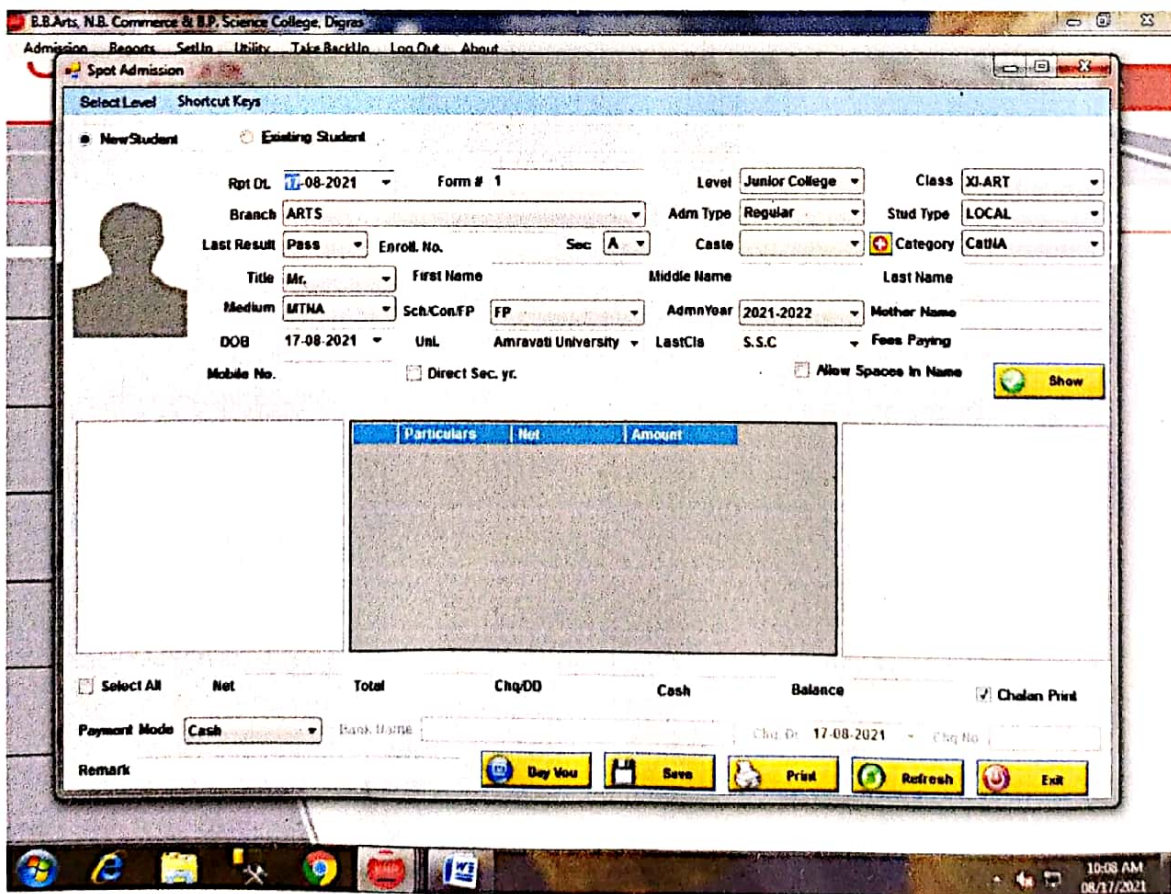 B.B.Arts, N.B. Commerce & B.P. Science College, Digras
Admission Reports SetUp Utility Take BackUp Log Out About
Spot Admission
Select Level Shortcut Keys
New Student Existing Student
Rpt Dt. 17-08-2021 Form # 1 Level Junior College Class XI-ART
Branch ARTS Adm Type Regular Stud Type LOCAL
Last Result Pass Enroll. No. Sec A Caste Category CatNA
Title Mr. First Name Middle Name Last Name
Medium MTNA Sch/Con/FP FP AdmnYear 2021-2022 Mother Name
DOB 17-08-2021 Uni. Amravati University LastCls S.S.C Fees Paying
Mobile No. Direct Sec. yr. Allow Spaces In Name Show
Particulars Net Amount
Select All Net Total Chq/DD Cash Balance Chalan Print
Payment Mode Cash Bank Name Chq. Dt 17-08-2021 Chq No
Remark Day Vou Save Print Refresh Exit
10:08 AM
08/17/2021